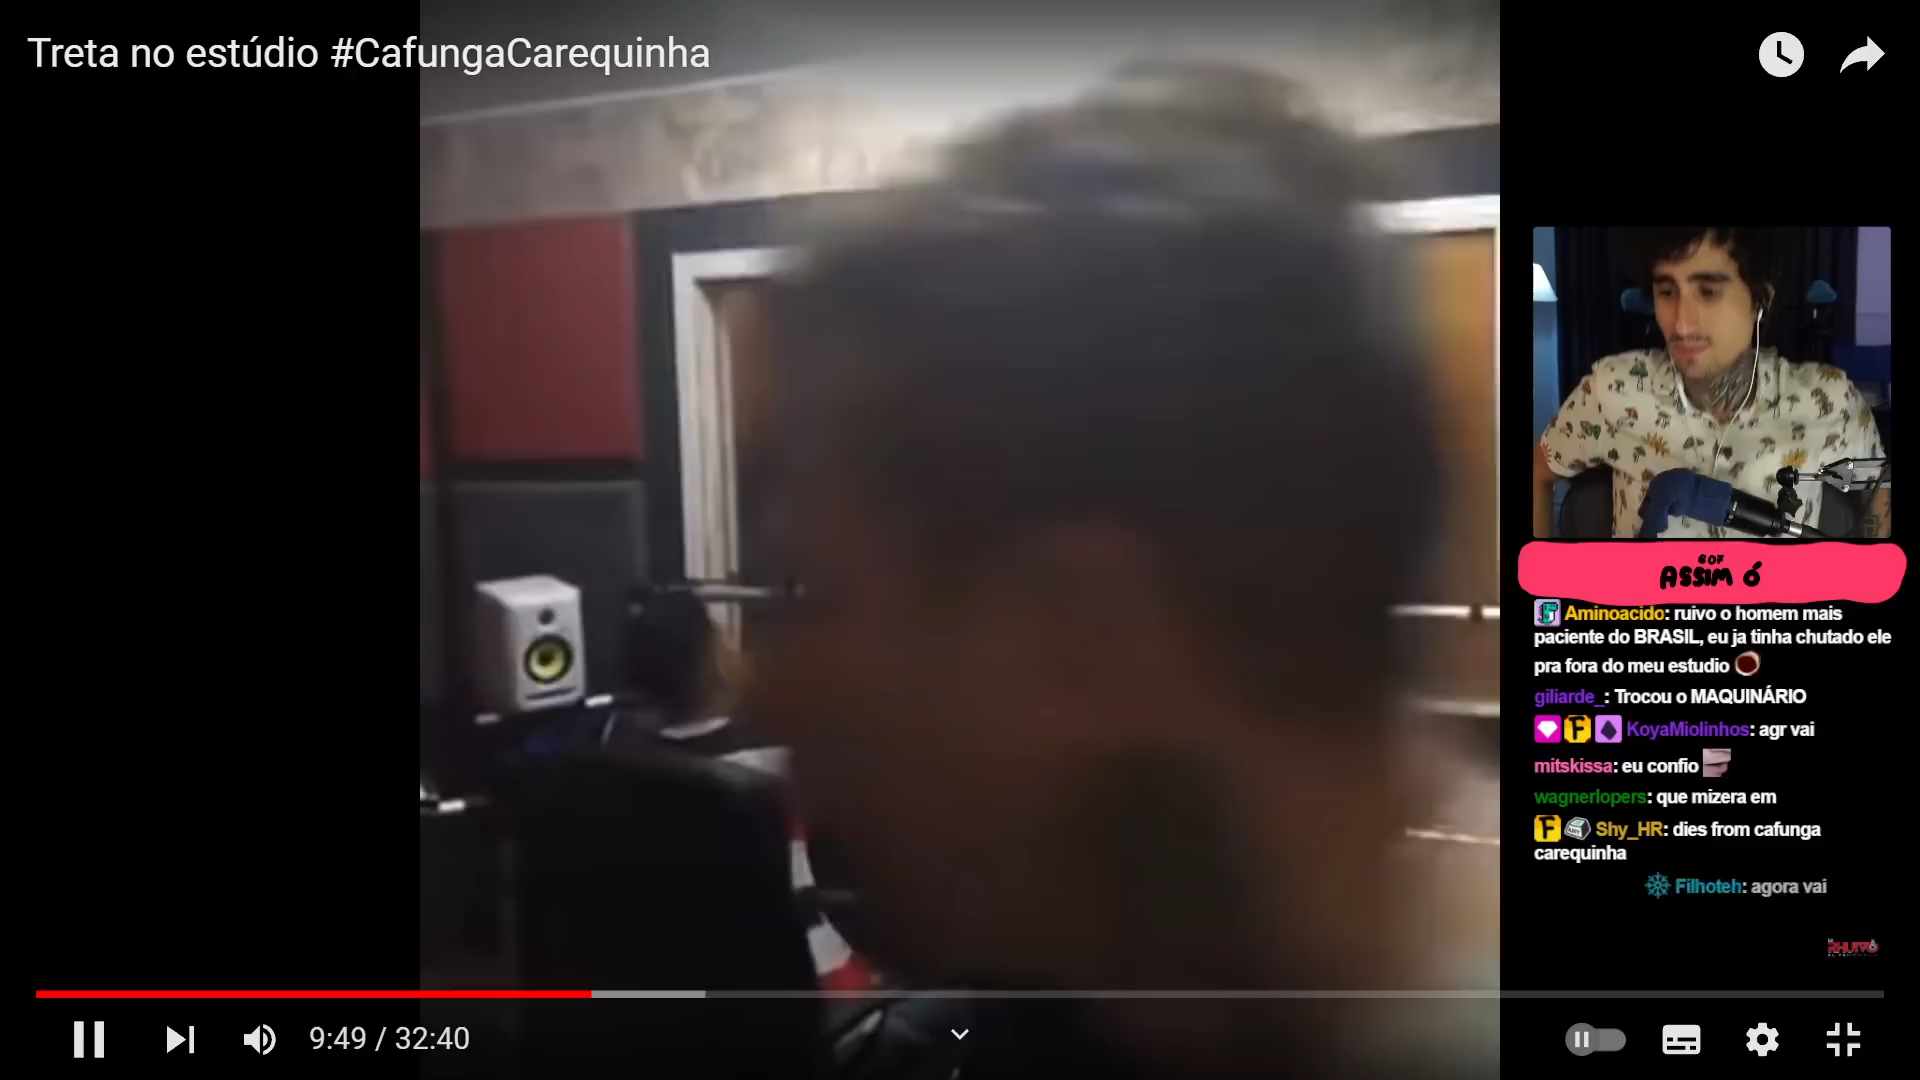 Treta no estúdio #CafungaCarequinha
GOF
ASSIM Ó
Aminoacido: ruivo o homem mais
paciente do BRASIL, eu ja tinha chutado ele
pra fora do meu estudio
giliarde_: Trocou o MAQUINÁRIO
KoyaMiolinhos: agr vai
mitskissa: eu confio
wagnerlopers: que mizera em
Shy_HR: dies from cafunga
carequinha
Filhoteh: agora vai
RHUIVO
9:49 / 32:40